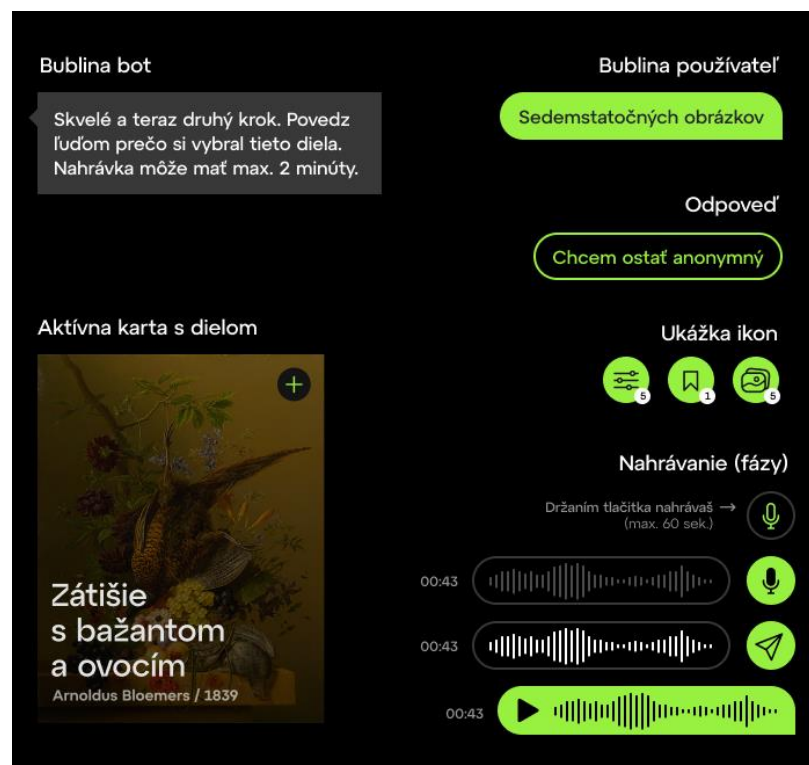 Bublina bot
Skvelé a teraz druhý krok. Povedz
ľuďom prečo si vybral tieto diela.
Nahrávka môže mať max. 2 minúty.
Bublina používateľ
Sedemstatočných obrázkov
Odpoveď
Chcem ostať anonymný
Aktívna karta s dielom
Zátišie
s bažantom
a ovocím
Arnoldus Bloemers / 1839
Ukážka ikon
5
1
5
Nahrávanie (fázy)
Držaním tlačitka nahrávaš →
(max. 60 sek.)
00:43
00:43
00:43